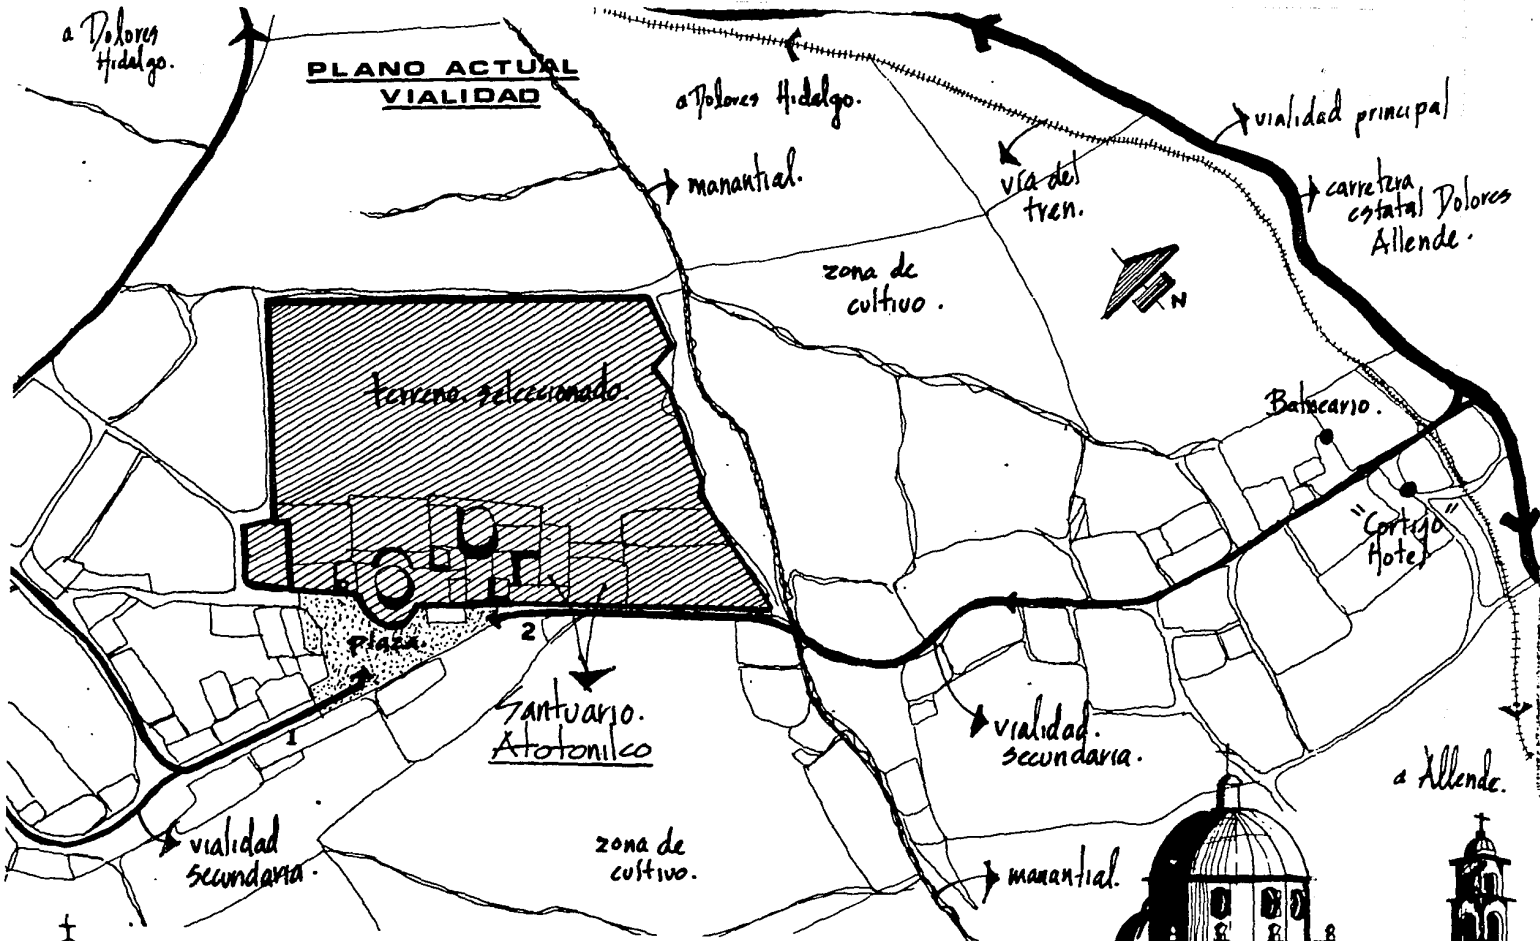 a Dolores
Hidalgo.
PLANO ACTUAL
VIALIDAD
a Dolores Hidalgo.
vialidad principal
manantial.
vía del
tren.
carretera
estatal Dolores
Allende.
zona de
cultivo.
N
terreno. seleccionado.
Balneario.
"Cortijo"
Hotel
plaza.
2
Santuario.
Atotonilco
1
vialidad.
secundaria.
a Allende.
vialidad
secundaria.
zona de
cultivo.
manantial.